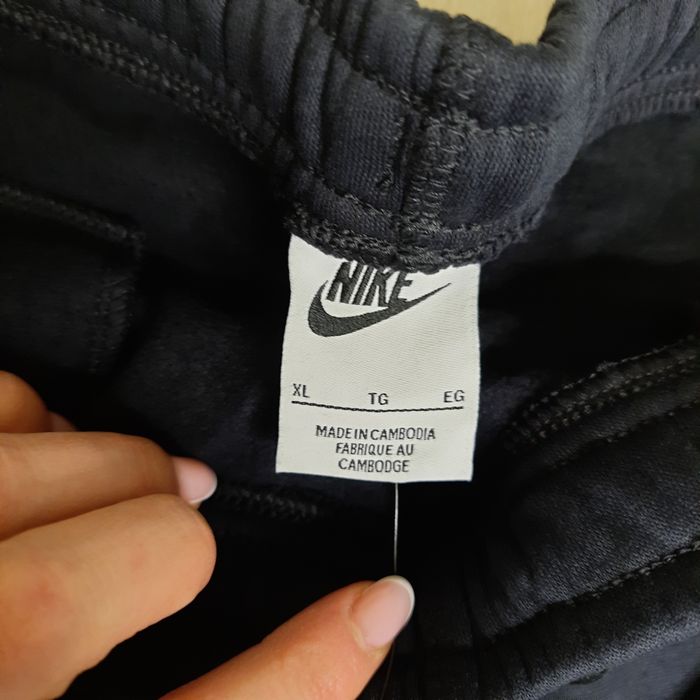 NIKE
XL TG EG
MADE IN CAMBODIA
FABRIQUE AU
CAMBODGE